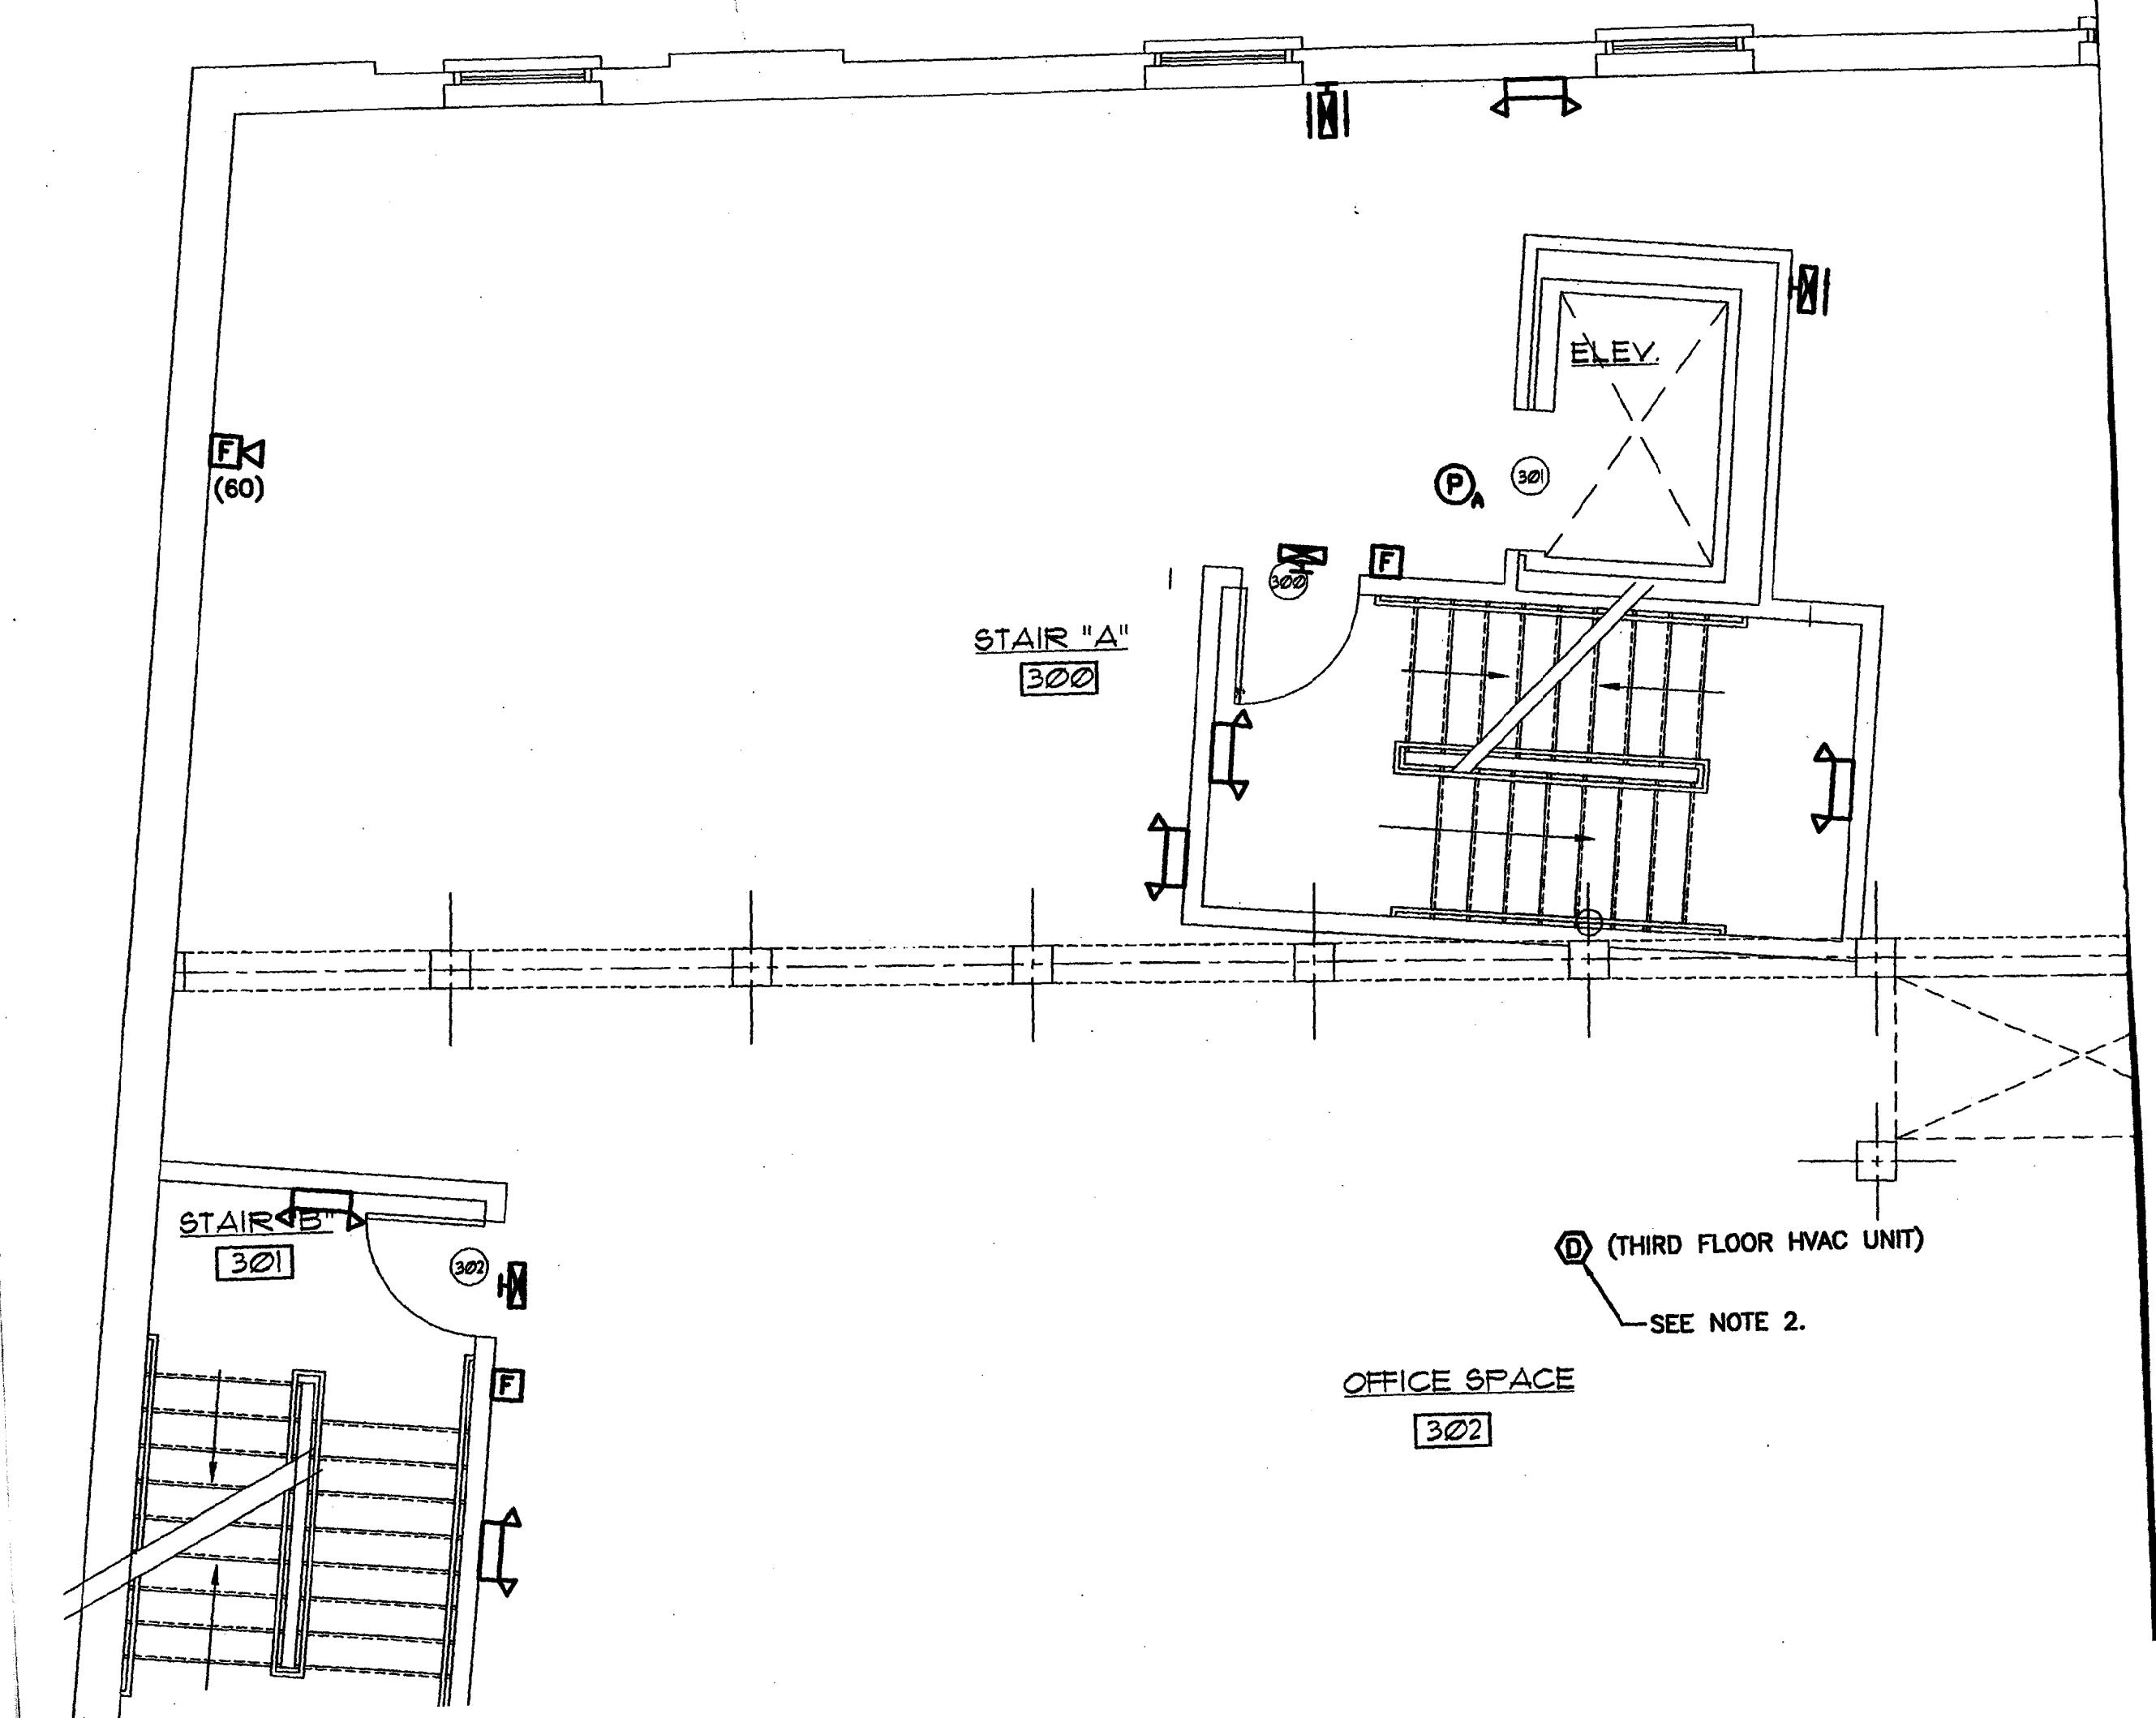 ELEV.
F
(60)
P
A
301
F
300
STAIR "A"
300
STAIR "B"
301
302
D (THIRD FLOOR HVAC UNIT)
SEE NOTE 2.
F
OFFICE SPACE
302